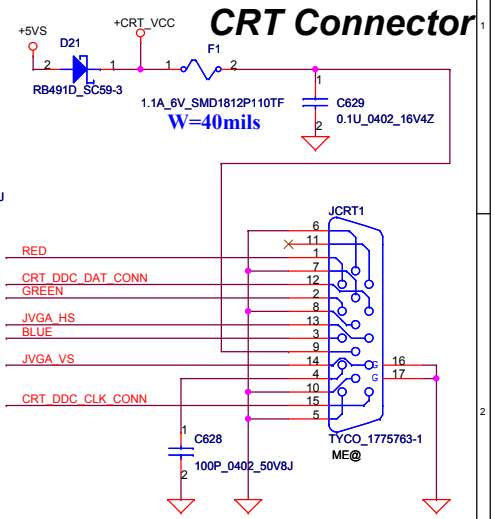 CRT Connector
1
+5VS
+CRT_VCC
D21
F1
2 1 1 2
RB491D_SC59-3
1.1A_6V_SMD1812P110TF
W=40mils
1
C629
0.1U_0402_16V4Z
2
J
JCRT1
6
11
RED
1
7
CRT_DDC_DAT_CONN
12
GREEN
2
8
JVGA_HS
13
BLUE
3
9
JVGA_VS
14 G 16
4 G 17
10
CRT_DDC_CLK_CONN
15
5
2
1
C628
TYCO_1775763-1
ME@
100P_0402_50V8J
2